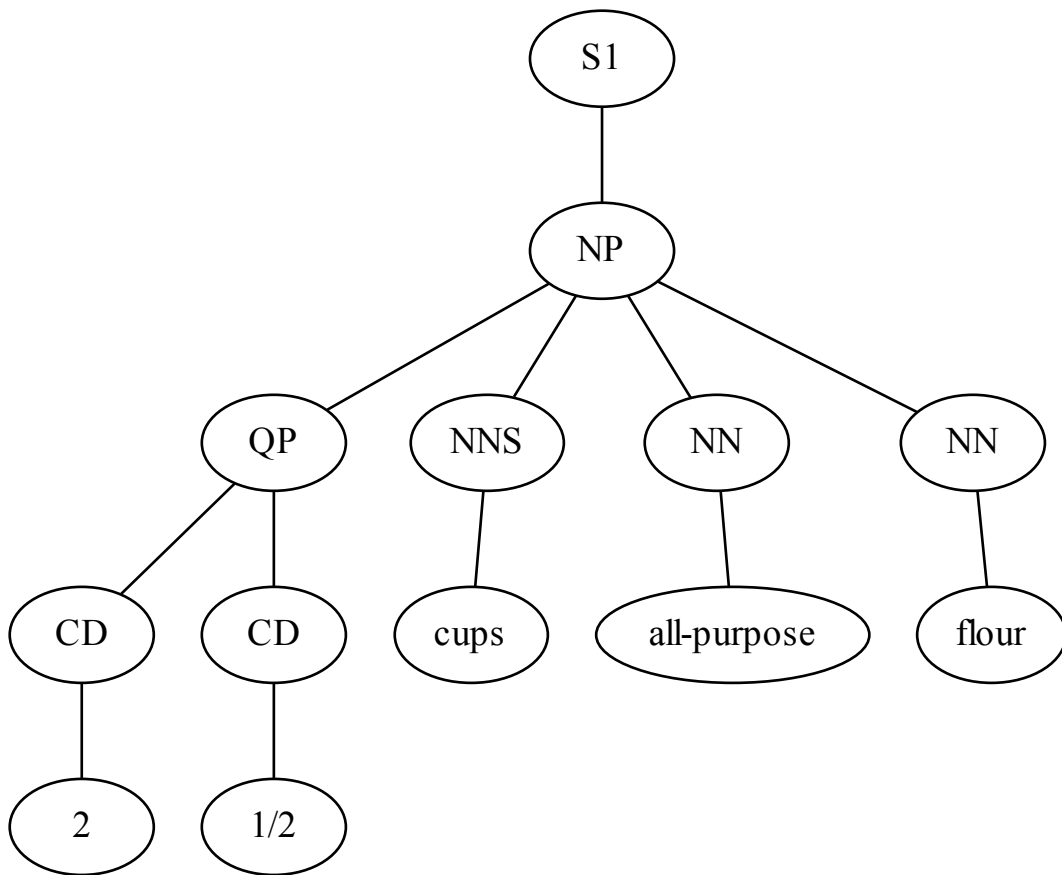 S1
NP
QP NNS NN NN
CD CD cups all-purpose flour
2 1/2